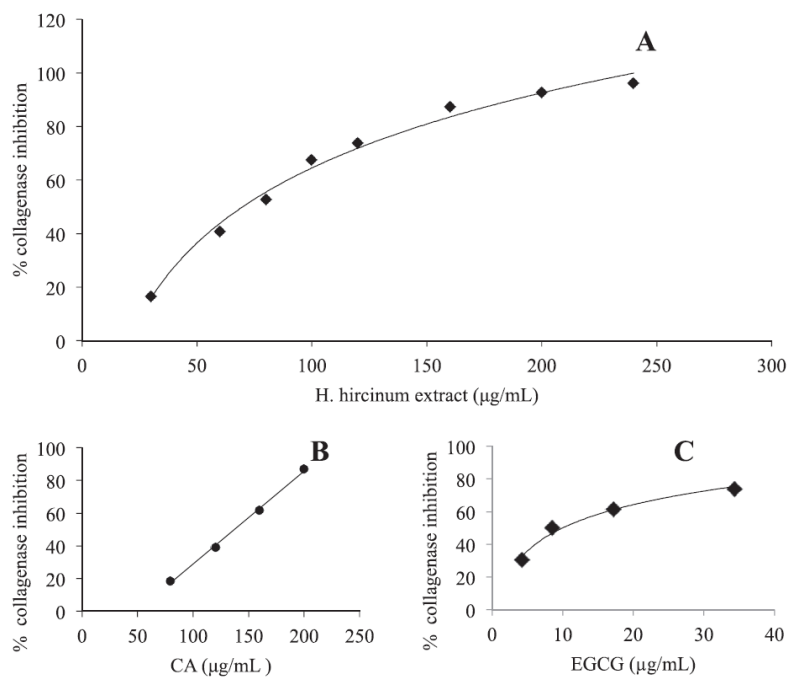 A
120
100
80
60
40
20
0
% collagenase inhibition
0 50 100 150 200 250 300
H. hircinum extract (µg/mL)
B
100
80
60
40
20
0
% collagenase inhibition
0 50 100 150 200 250
CA (µg/mL )
C
100
80
60
40
20
0
% collagenase inhibition
0 10 20 30 40
EGCG (µg/mL)